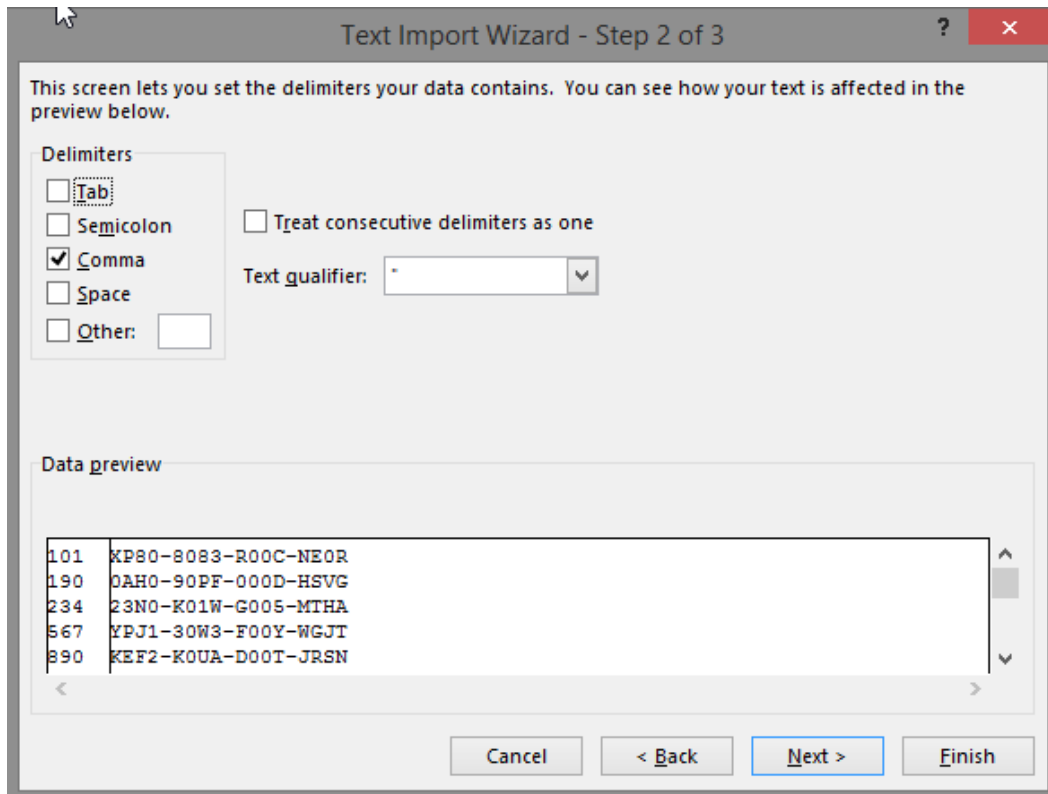 Text Import Wizard - Step 2 of 3
?
This screen lets you set the delimiters your data contains.  You can see how your text is affected in the
preview below.
Delimiters
Tab
Semicolon
Comma
Space
Other:
Treat consecutive delimiters as one
Text qualifier: "
Data preview
101 XP80-8083-R00C-NE0R
190 0AH0-90PF-000D-HSVG
234 23N0-K01W-G005-MTHA
567 YPJ1-30W3-F00Y-WGJT
890 KEF2-K0UA-D00T-JRSN
Cancel
< Back
Next >
Finish